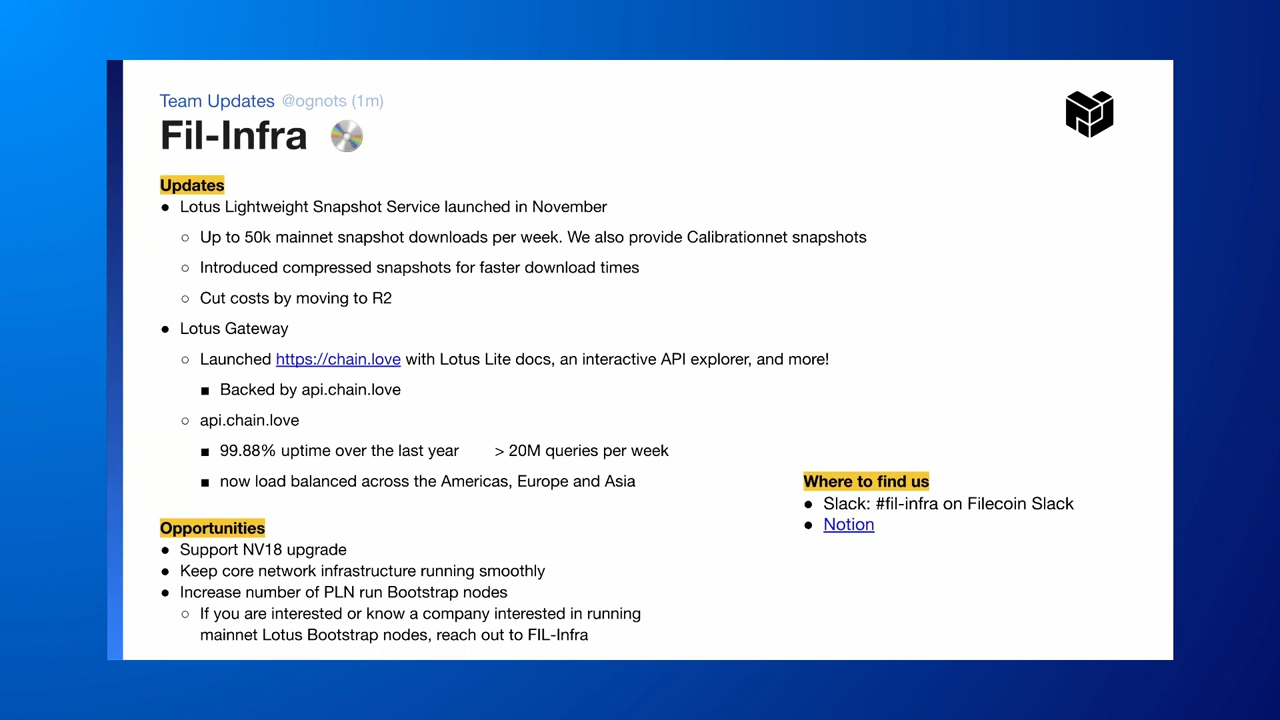 Team Updates @ognots (1m)
Fil-Infra
Updates
● Lotus Lightweight Snapshot Service launched in November
○ Up to 50k mainnet snapshot downloads per week. We also provide Calibrationnet snapshots
○ Introduced compressed snapshots for faster download times
○ Cut costs by moving to R2
● Lotus Gateway
○ Launched https://chain.love with Lotus Lite docs, an interactive API explorer, and more!
■ Backed by api.chain.love
○ api.chain.love
■ 99.88% uptime over the last year > 20M queries per week
■ now load balanced across the Americas, Europe and Asia
Opportunities
● Support NV18 upgrade
● Keep core network infrastructure running smoothly
● Increase number of PLN run Bootstrap nodes
○ If you are interested or know a company interested in running
mainnet Lotus Bootstrap nodes, reach out to FIL-Infra
Where to find us
● Slack: #fil-infra on Filecoin Slack
● Notion